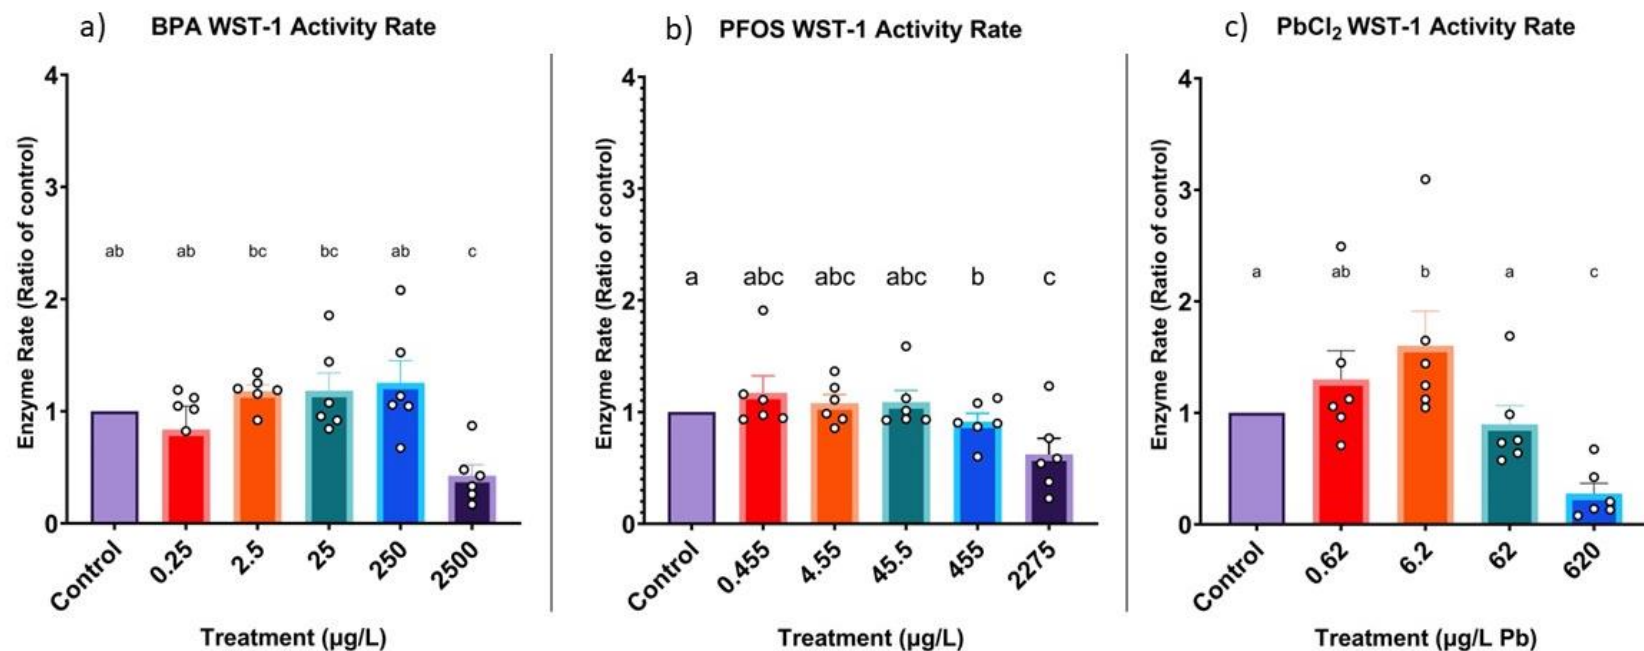 a) BPA WST-1 Activity Rate
Enzyme Rate (Ratio of control)
4
3
2
1
0
ab ab bc bc ab c
Control 0.25 2.5 25 250 2500
Treatment (µg/L)
b) PFOS WST-1 Activity Rate
Enzyme Rate (Ratio of control)
4
3
2
1
0
a abc abc abc b c
Control 0.455 4.55 45.5 455 2275
Treatment (µg/L)
c) PbCl₂ WST-1 Activity Rate
Enzyme Rate (Ratio of control)
4
3
2
1
0
a ab b a c
Control 0.62 6.2 62 620
Treatment (µg/L Pb)